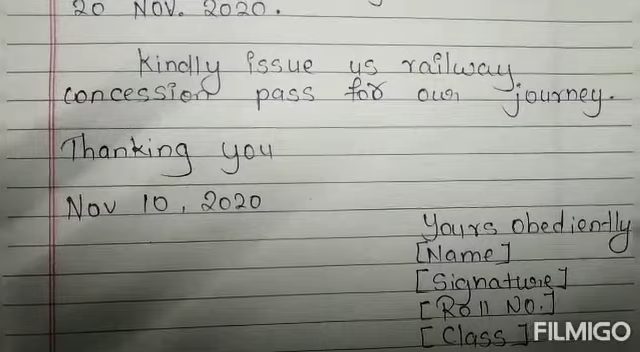 20 NOV. 2020.
Kindly issue us railway
concession pass for our journey.
Thanking you
Nov 10, 2020
Yours obediently
[Name]
[Signature]
[Roll No.]
[Class]
FILMIGO